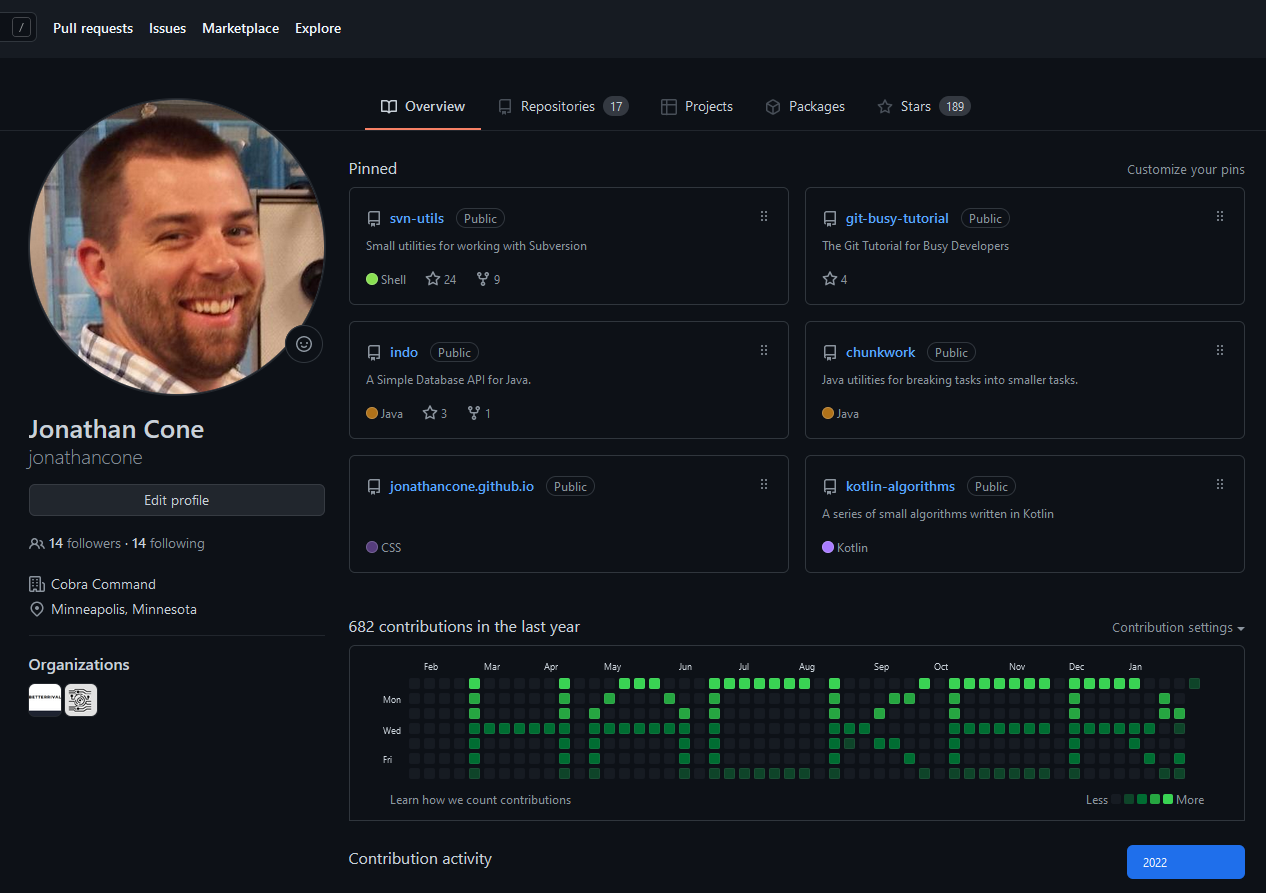 / Pull requests Issues Marketplace Explore
Overview Repositories 17 Projects Packages Stars 189
Jonathan Cone
jonathancone
Edit profile
14 followers · 14 following
Cobra Command
Minneapolis, Minnesota
Organizations
BETTERRIVAL
Pinned
Customize your pins
svn-utils Public
Small utilities for working with Subversion
Shell 24 9
git-busy-tutorial Public
The Git Tutorial for Busy Developers
4
indo Public
A Simple Database API for Java.
Java 3 1
chunkwork Public
Java utilities for breaking tasks into smaller tasks.
Java
jonathancone.github.io Public
CSS
kotlin-algorithms Public
A series of small algorithms written in Kotlin
Kotlin
682 contributions in the last year
Contribution settings
Feb Mar Apr May Jun Jul Aug Sep Oct Nov Dec Jan
Mon
Wed
Fri
HACKER
Learn how we count contributions
Less More
Contribution activity
2022